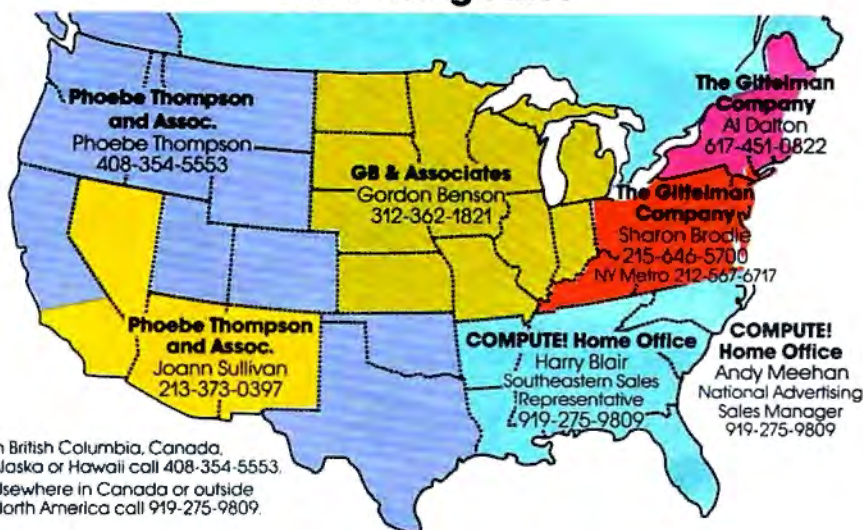 Phoebe Thompson
and Assoc.
Phoebe Thompson
408-354-5553
GB & Associates
Gordon Benson
312-362-1821
The Gittelman
Company
Al Dalton
617-451-0822
The Gittelman
Company
Sharon Brodie
215-646-5700
NY Metro 212-567-6717
Phoebe Thompson
and Assoc.
Joann Sullivan
213-373-0397
COMPUTE! Home Office
Harry Blair
Southeastern Sales
Representative
919-275-9809
COMPUTE!
Home Office
Andy Meehan
National Advertising
Sales Manager
919-275-9809
British Columbia, Canada,
or Hawaii call 408-354-5553.
in Canada or outside
North America call 919-275-9809.